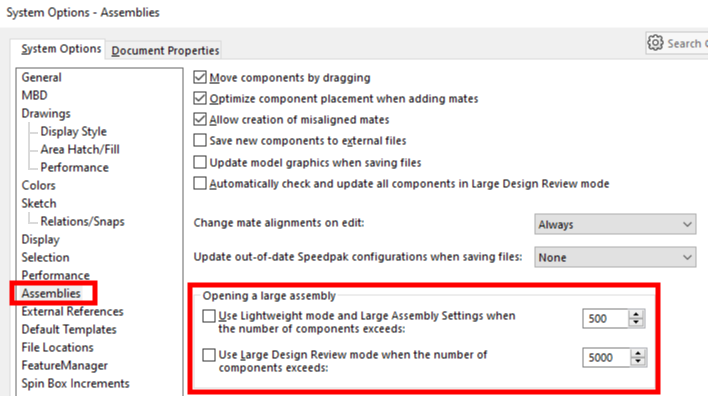 System Options - Assemblies
System Options Document Properties
Search
General
MBD
Drawings
Display Style
Area Hatch/Fill
Performance
Colors
Sketch
Relations/Snaps
Display
Selection
Performance
Assemblies
External References
Default Templates
File Locations
FeatureManager
Spin Box Increments
Move components by dragging
Optimize component placement when adding mates
Allow creation of misaligned mates
Save new components to external files
Update model graphics when saving files
Automatically check and update all components in Large Design Review mode
Change mate alignments on edit: Always
Update out-of-date Speedpak configurations when saving files: None
Opening a large assembly
Use Lightweight mode and Large Assembly Settings when
the number of components exceeds: 500
Use Large Design Review mode when the number of
components exceeds: 5000